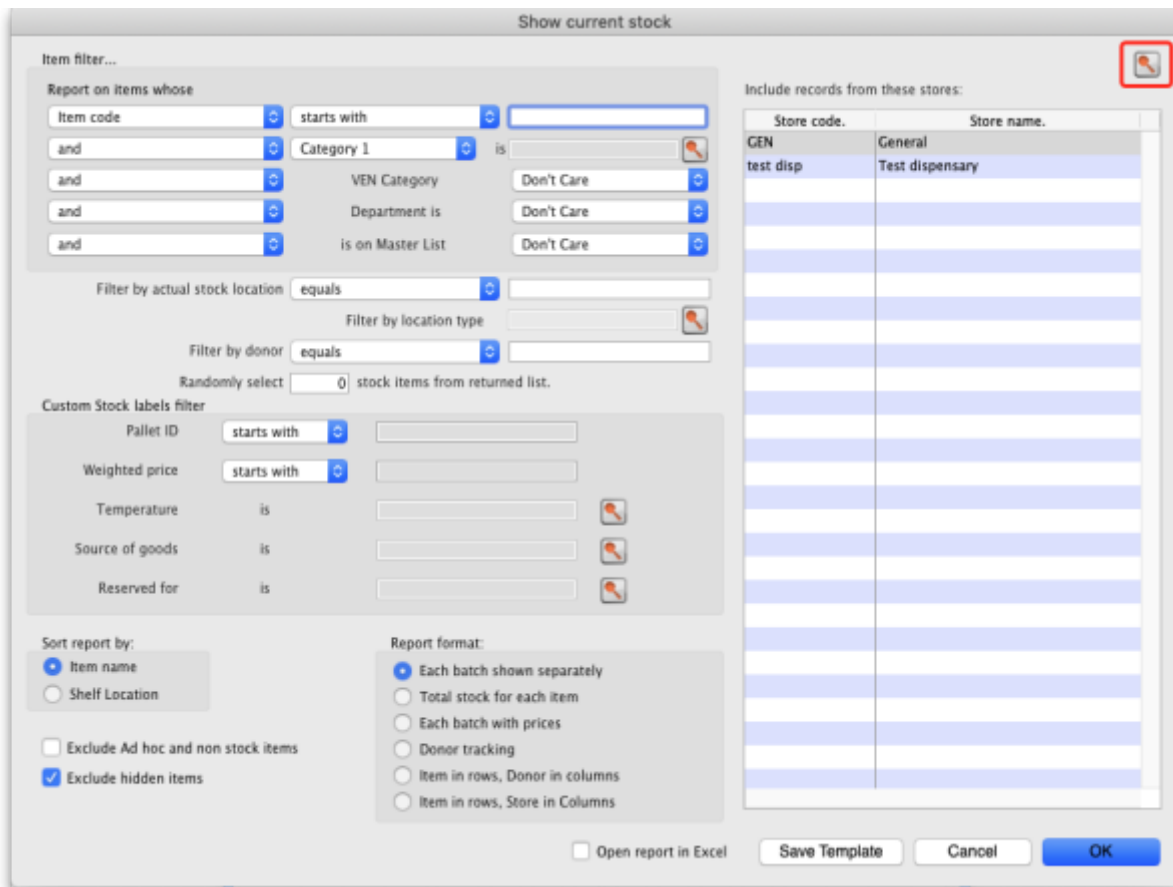 Show current stock
Item filter...
Report on items whose
Item code starts with
and Category 1 is
and VEN Category Don't Care
and Department is Don't Care
and is on Master List Don't Care
Filter by actual stock location equals
Filter by location type
Filter by donor equals
Randomly select 0 stock items from returned list.
Custom Stock labels filter
Pallet ID starts with
Weighted price starts with
Temperature is
Source of goods is
Reserved for is
Sort report by:
Item name
Shelf Location
Exclude Ad hoc and non stock items
Exclude hidden items
Report format:
Each batch shown separately
Total stock for each item
Each batch with prices
Donor tracking
Item in rows, Donor in columns
Item in rows, Store in Columns
Include records from these stores:
Store code. Store name.
GEN General
test disp Test dispensary
Open report in Excel Save Template Cancel OK